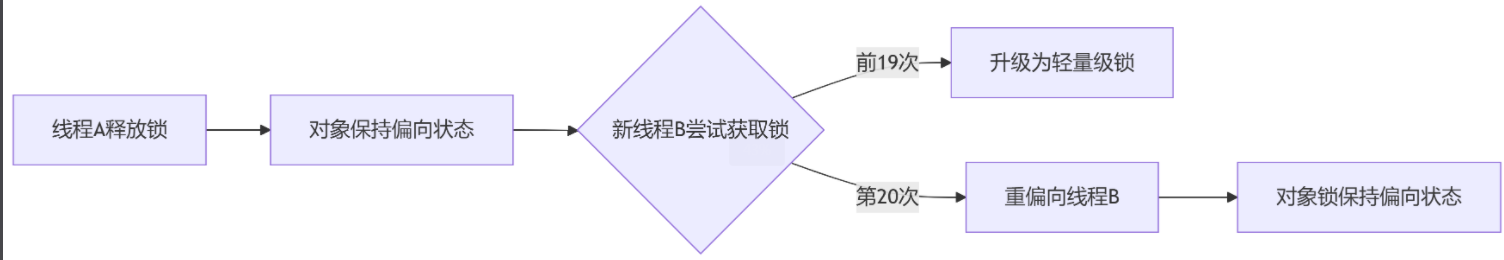 线程A释放锁
对象保持偏向状态
新线程B尝试获取锁
前19次
升级为轻量级锁
第20次
重偏向线程B
对象锁保持偏向状态